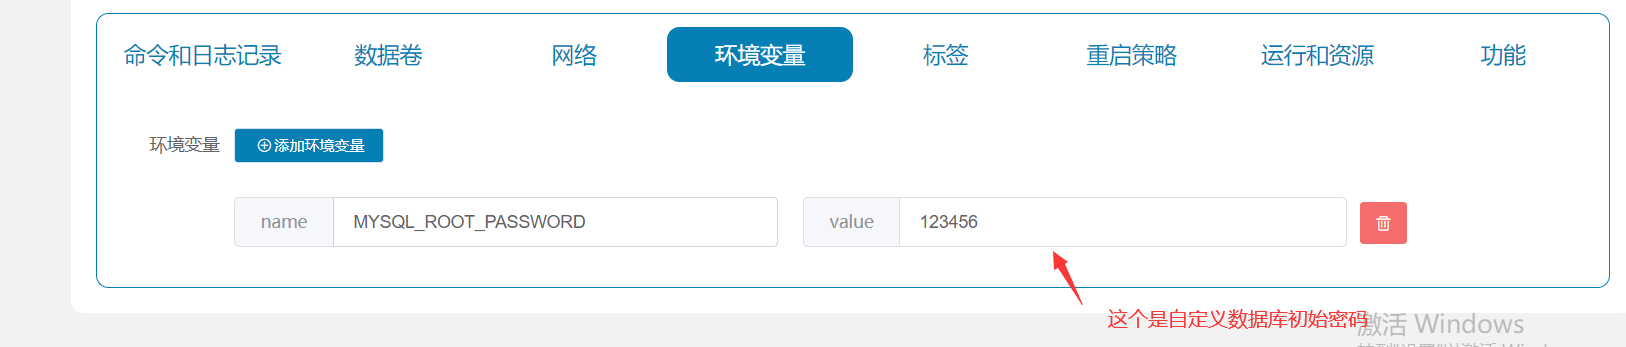 命令和日志记录 数据卷 网络 环境变量 标签 重启策略 运行和资源 功能
环境变量 添加环境变量
name MYSQL_ROOT_PASSWORD value 123456
这个是自定义数据库初始密码
激活 Windows